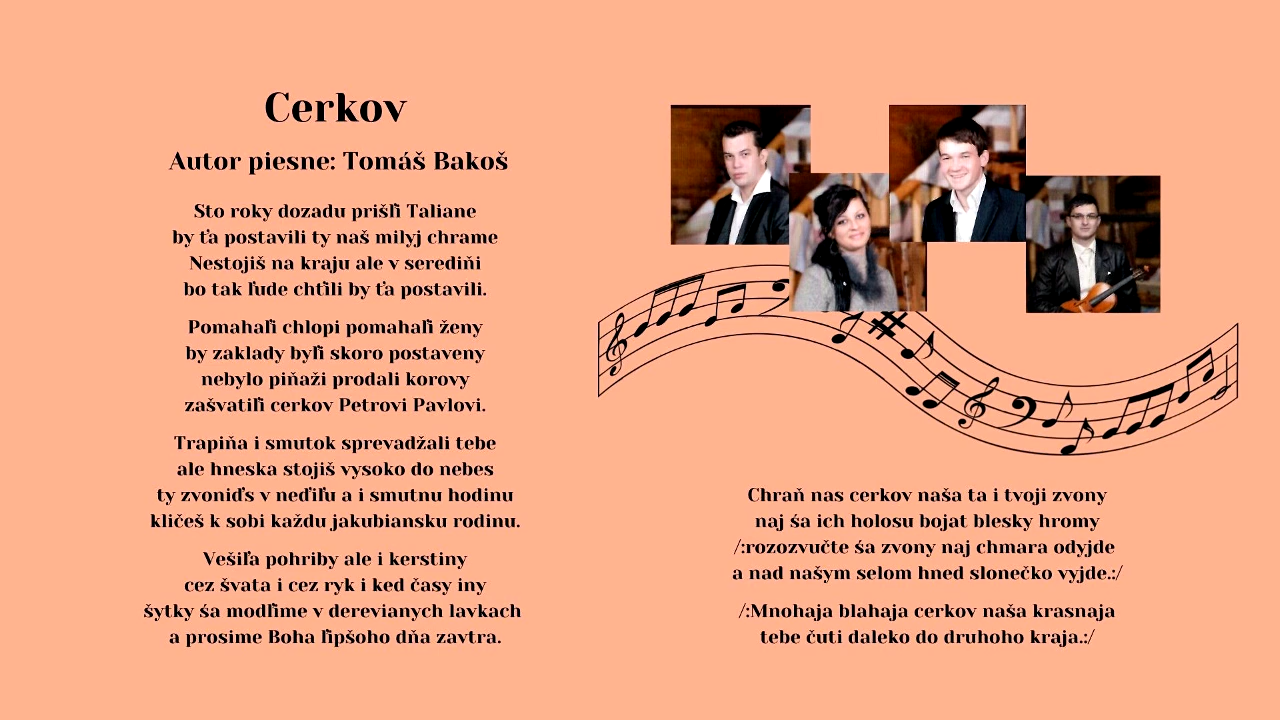 Cerkov
Autor piesne: Tomáš Bakoš
Sto roky dozadu prišľi Taliane
by ťa postavili ty naš milyj chrame
Nestojiš na kraju ale v serediňi
bo tak ľude chťili by ťa postavili.
Pomahaľi chlopi pomahaľi ženy
by zaklady byľi skoro postaveny
nebylo piňaži prodali korovy
zašvatiľi cerkov Petrovi Pavlovi.
Trapiňa i smutok sprevadžali tebe
ale hneska stojiš vysoko do nebes
ty zvoniďs v neďiľu a i smutnu hodinu
kličeš k sobi každu jakubiansku rodinu.
Vešiľa pohriby ale i kerstiny
cez švata i cez ryk i ked časy iny
šytky śa modľime v derevianych lavkach
a prosime Boha ľipšoho dňa zavtra.
Chraň nas cerkov naša ta i tvoji zvony
naj śa ich holosu bojat blesky hromy
/:rozozvučte śa zvony naj chmara odyjde
a nad našym selom hned slonečko vyjde.:/
/:Mnohaja blahaja cerkov naša krasnaja
tebe čuti daleko do druhoho kraja.:/